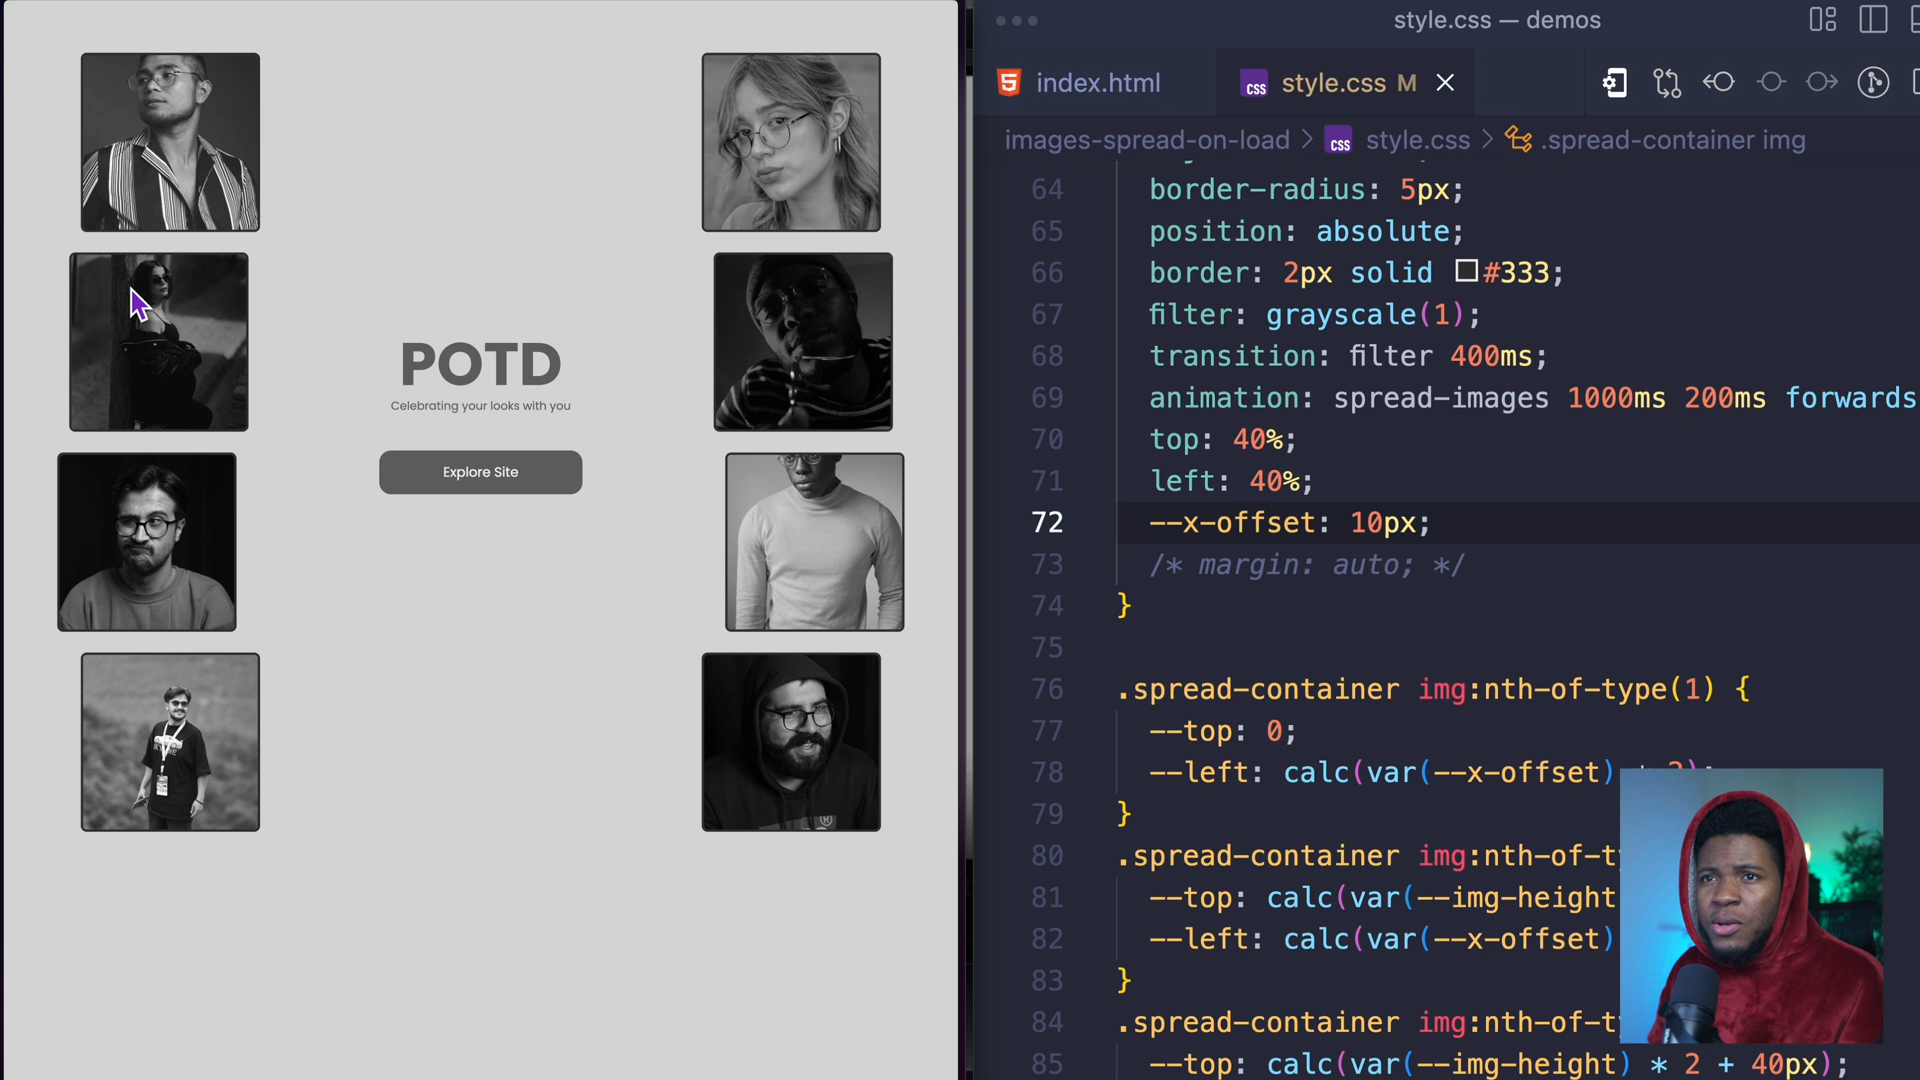 POTD
Celebrating your looks with you
Explore Site
style.css — demos
index.html
css style.css M
images-spread-on-load > css style.css > .spread-container img
64 border-radius: 5px;
65 position: absolute;
66 border: 2px solid #333;
67 filter: grayscale(1);
68 transition: filter 400ms;
69 animation: spread-images 1000ms 200ms forwards
70 top: 40%;
71 left: 40%;
72 --x-offset: 10px;
73 /* margin: auto; */
74 }
75
76 .spread-container img:nth-of-type(1) {
77 --top: 0;
78 --left: calc(var(--x-offset)
79 }
80 .spread-container img:nth-of-ty
81 --top: calc(var(--img-height
82 --left: calc(var(--x-offset)
83 }
84 .spread-container img:nth-of-ty
85 --top: calc(var(--img-height) * 2 + 40px);